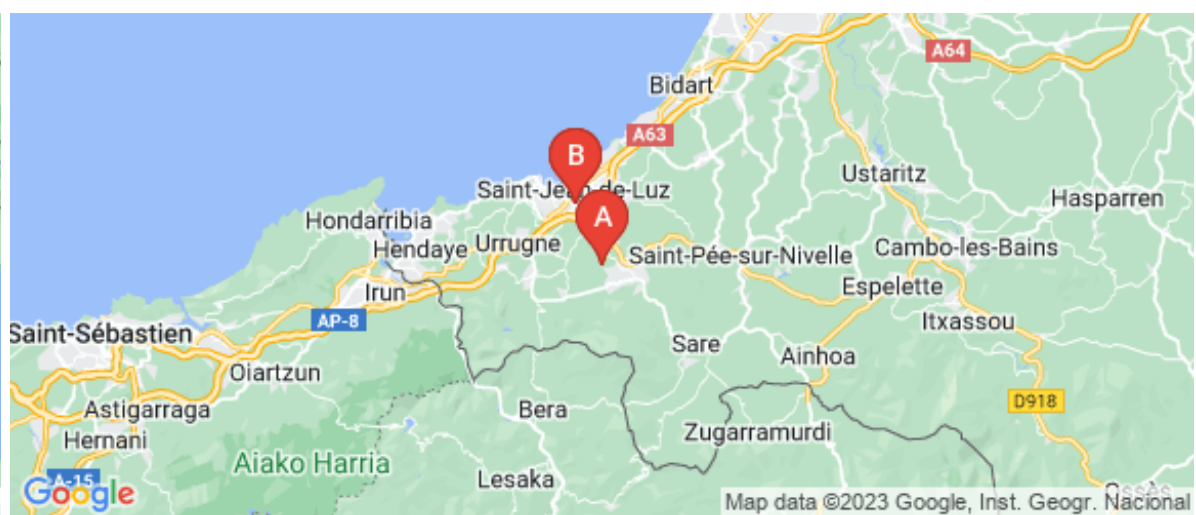 A64
Bidart
A63
B
Ustaritz
Saint-Jean-de-Luz
Hasparren
A
Hondarribia
Hendaye
Urrugne
Saint-Pée-sur-Nivelle
Cambo-les-Bains
Irun
Espelette
AP-8
Itxassou
Saint-Sébastien
Sare
Ainhoa
Oiartzun
D918
Astigarraga
Bera
Hernani
Zugarramurdi
Aiako Harria
Lesaka
A-15
Google
Map data ©2023 Google, Inst. Geogr. Nacional